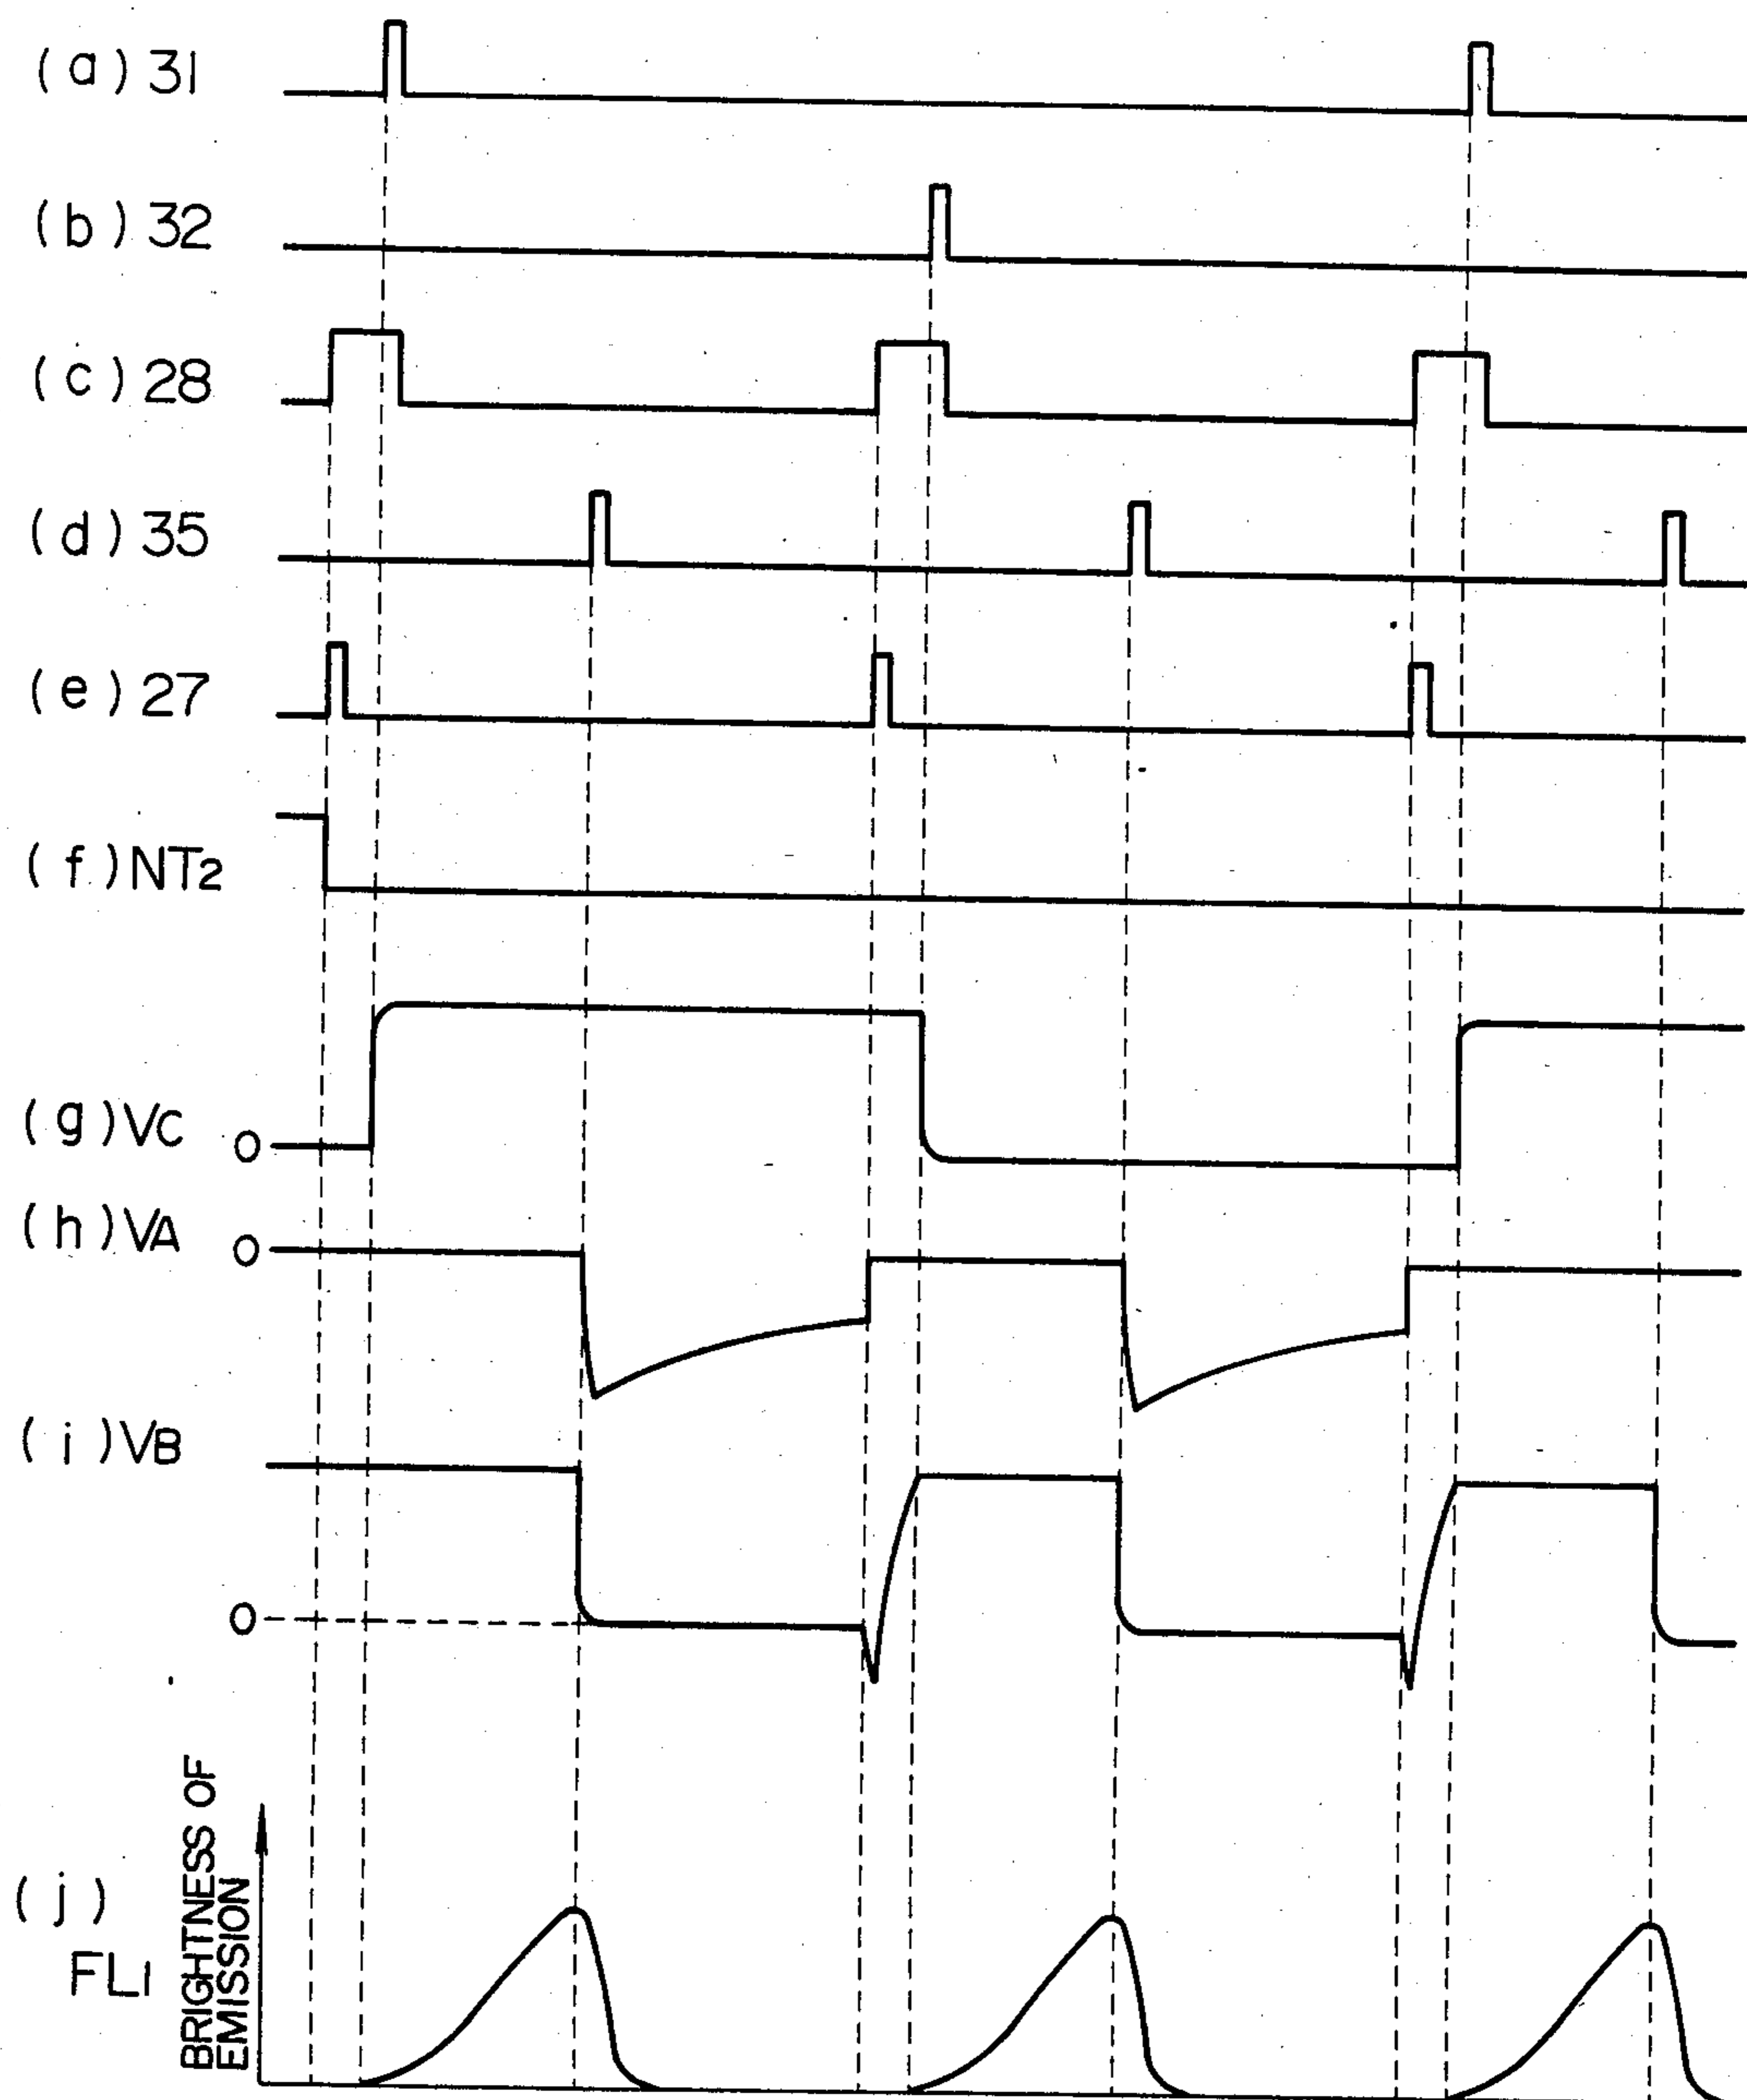 (a) 31
(b) 32
(c) 28
(d) 35
(e) 27
(f) NT2
(g) VC 0
(h) VA 0
(i) VB
0
(j)
FL1
BRIGHTNESS OF
EMISSION